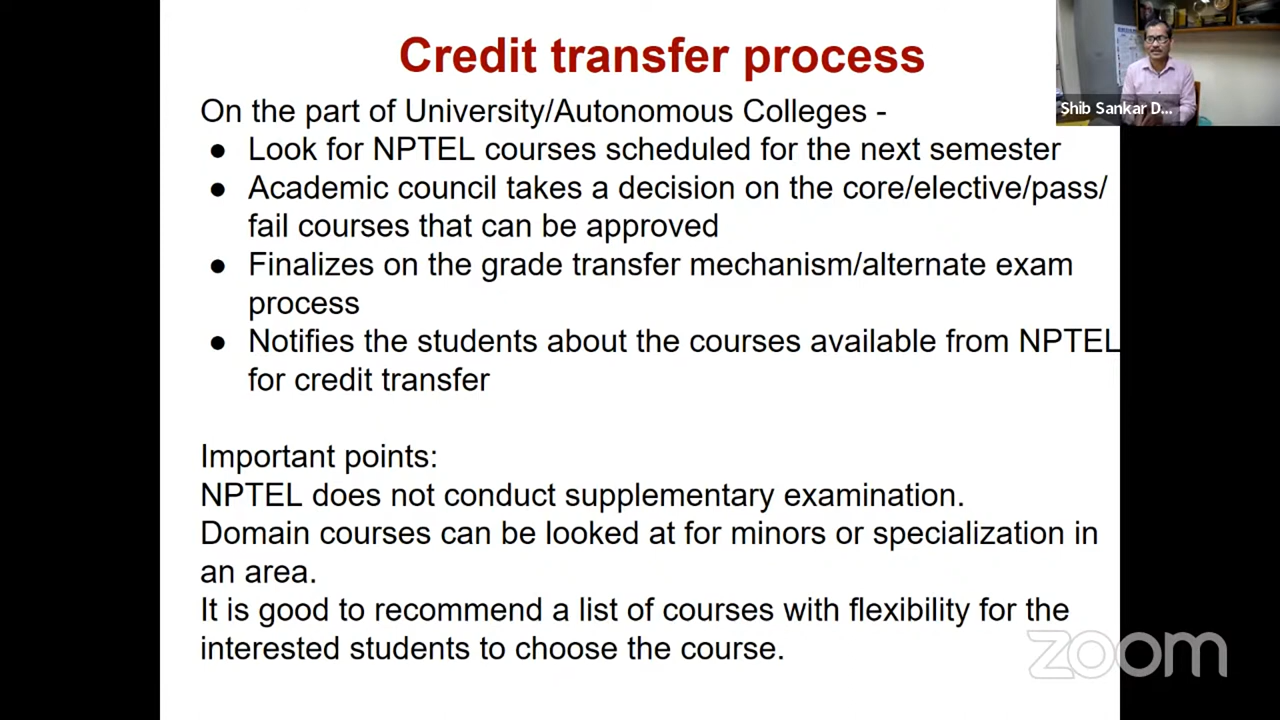 Credit transfer process
Shib Sankar D...
On the part of University/Autonomous Colleges -
● Look for NPTEL courses scheduled for the next semester
● Academic council takes a decision on the core/elective/pass/
fail courses that can be approved
● Finalizes on the grade transfer mechanism/alternate exam
process
● Notifies the students about the courses available from NPTEL
for credit transfer
Important points:
NPTEL does not conduct supplementary examination.
Domain courses can be looked at for minors or specialization in
an area.
It is good to recommend a list of courses with flexibility for the
interested students to choose the course.
zoom